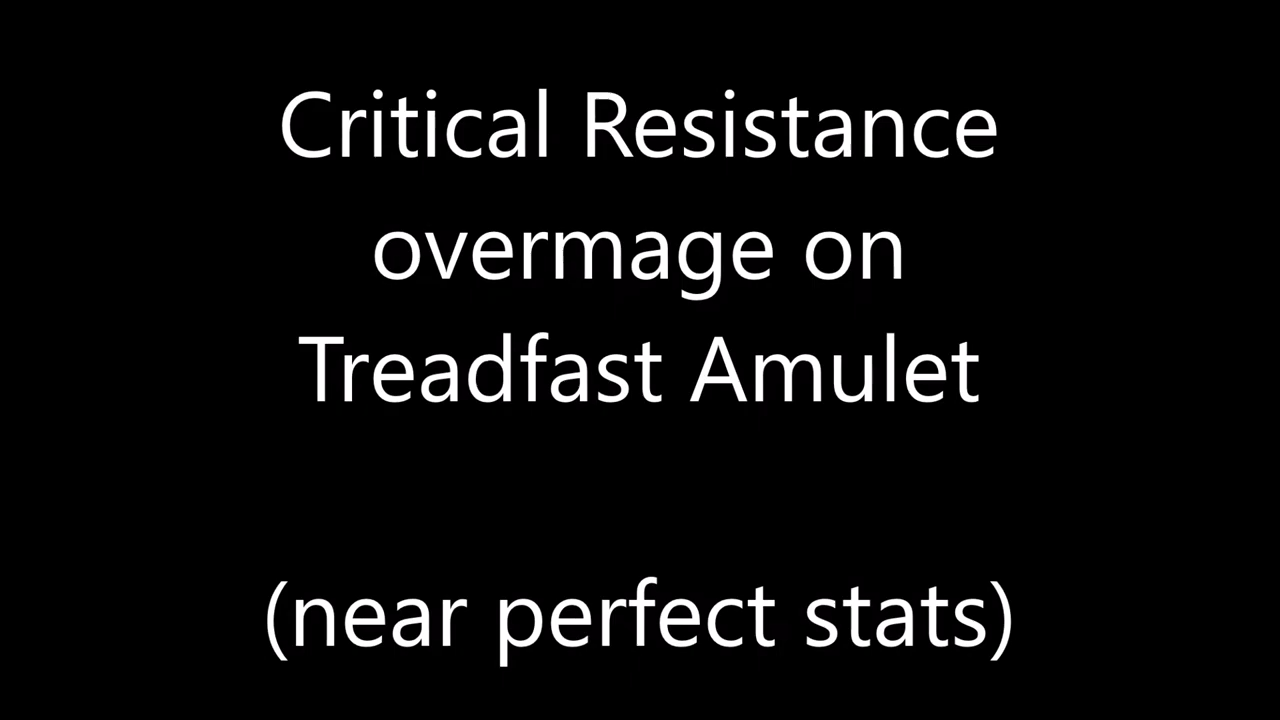 Critical Resistance
overmage on
Treadfast Amulet
(near perfect stats)